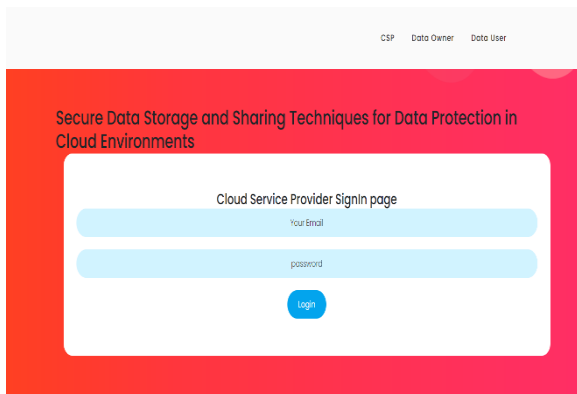 CSP Data Owner Data User
Secure Data Storage and Sharing Techniques for Data Protection in
Cloud Environments
Cloud Service Provider SignIn page
Your Email
password
Login